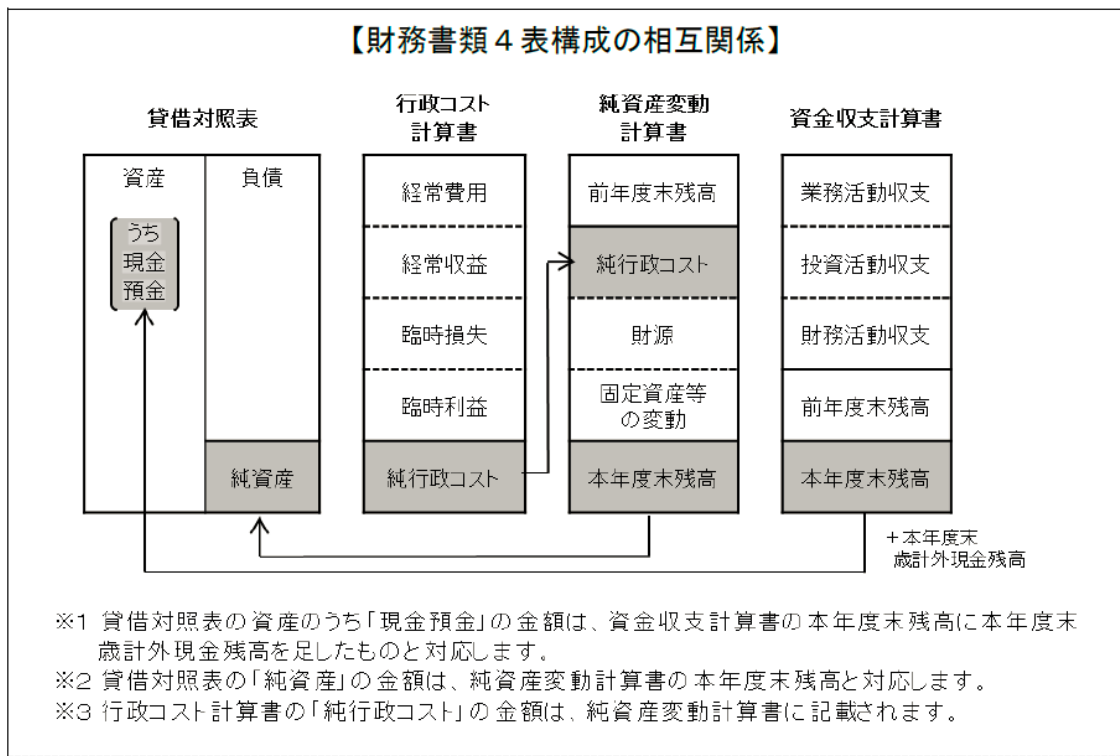 【財務書類４表構成の相互関係】
貸借対照表
資産
負債
うち
現金
預金
純資産
行政コスト
計算書
経常費用
経常収益
臨時損失
臨時利益
純行政コスト
純資産変動
計算書
前年度末残高
純行政コスト
財源
固定資産等
の変動
本年度末残高
資金収支計算書
業務活動収支
投資活動収支
財務活動収支
前年度末残高
本年度末残高
＋本年度末
歳計外現金残高
※1 貸借対照表の資産のうち「現金預金」の金額は、資金収支計算書の本年度末残高に本年度末
歳計外現金残高を足したものと対応します。
※2 貸借対照表の「純資産」の金額は、純資産変動計算書の本年度末残高と対応します。
※3 行政コスト計算書の「純行政コスト」の金額は、純資産変動計算書に記載されます。